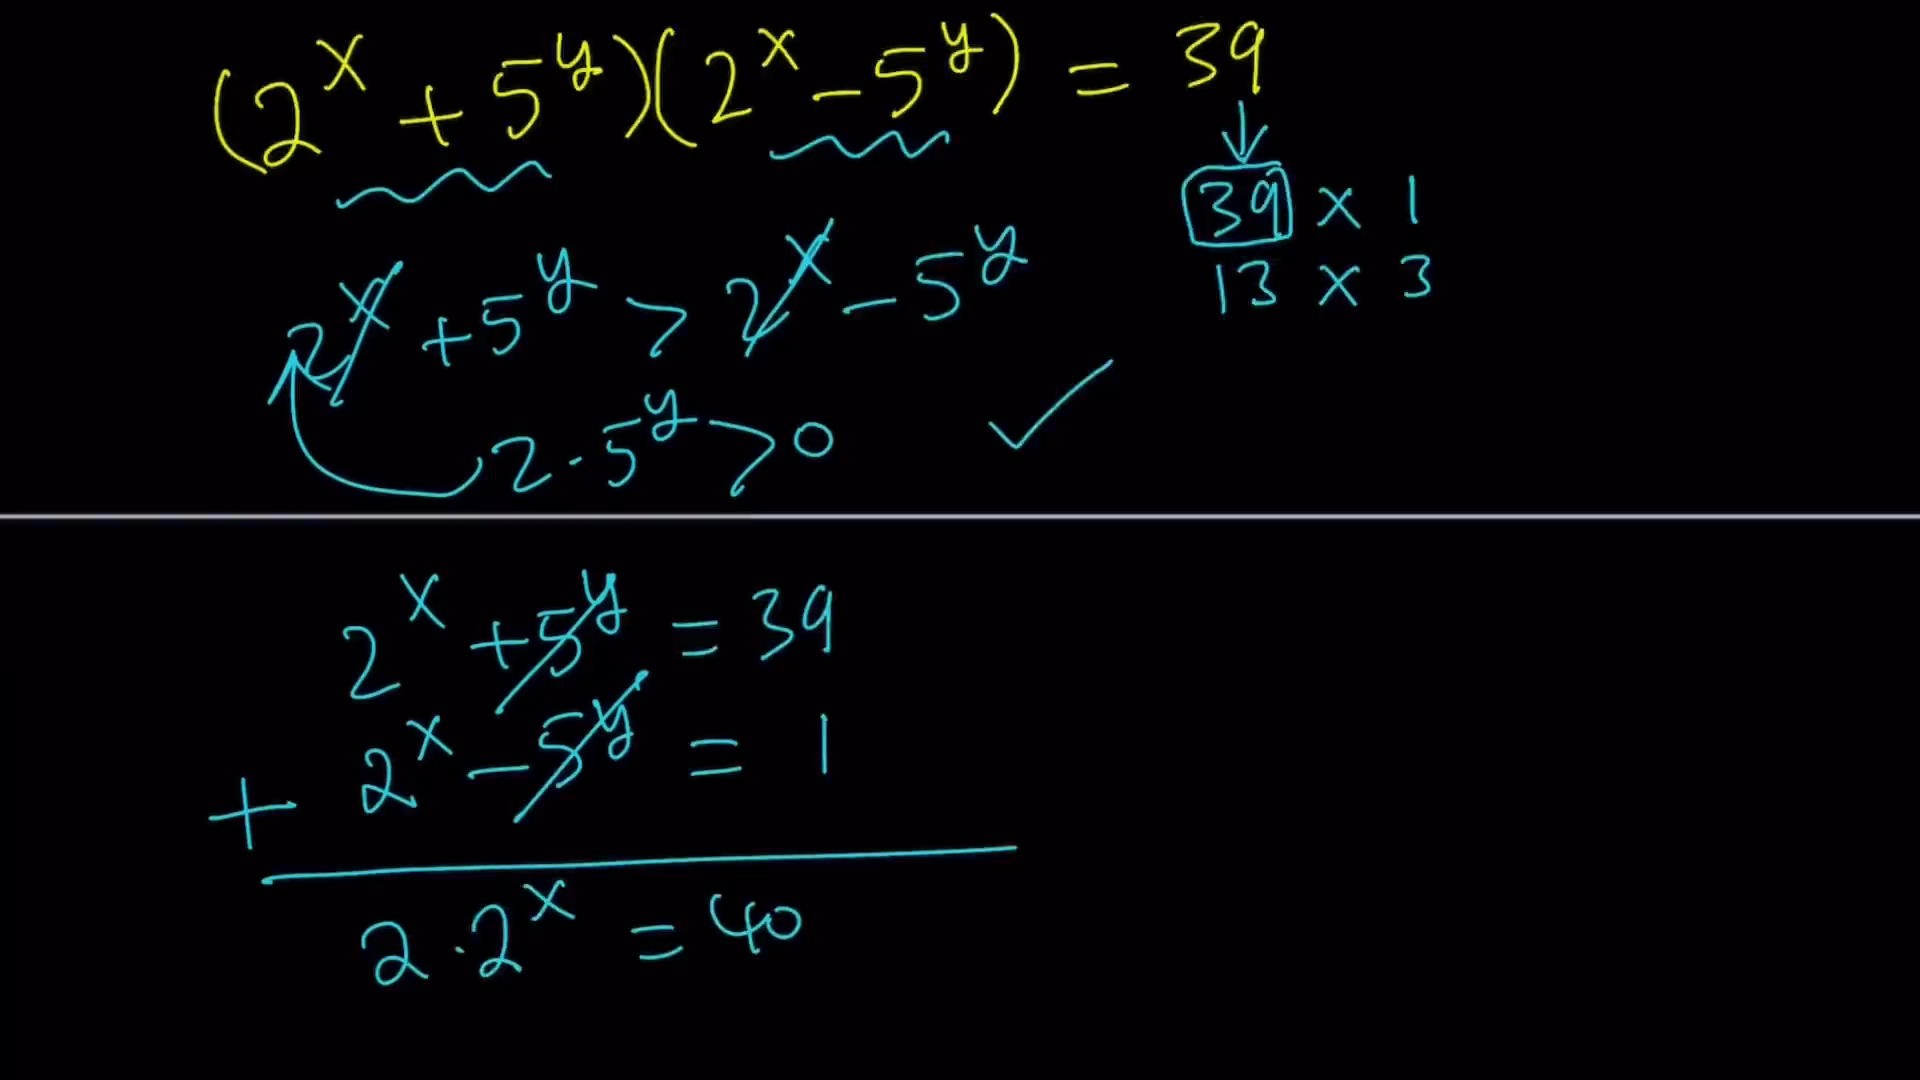 (2^x + 5^y)(2^x - 5^y) = 39
39 x 1
2^x + 5^y > 2^x - 5^y
13 x 3
2 · 5^y > 0
2^x + 5^y = 39
+ 2^x - 5^y = 1
2 · 2^x = 40